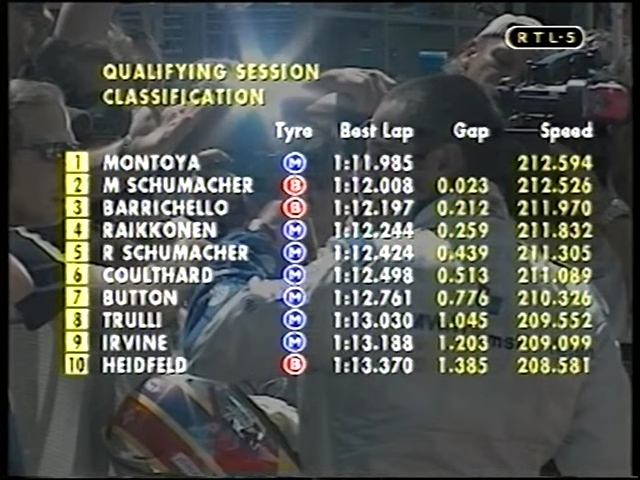 RTL-5
QUALIFYING SESSION
CLASSIFICATION
Tyre Best Lap Gap Speed
1 MONTOYA M 1:11.985 212.594
2 M SCHUMACHER B 1:12.008 0.023 212.526
3 BARRICHELLO B 1:12.197 0.212 211.970
4 RAIKKONEN M 1:12.244 0.259 211.832
5 R SCHUMACHER M 1:12.424 0.439 211.305
6 COULTHARD M 1:12.498 0.513 211.089
7 BUTTON M 1:12.761 0.776 210.326
8 TRULLI M 1:13.030 1.045 209.552
9 IRVINE M 1:13.188 1.203 209.099
10 HEIDFELD B 1:13.370 1.385 208.581